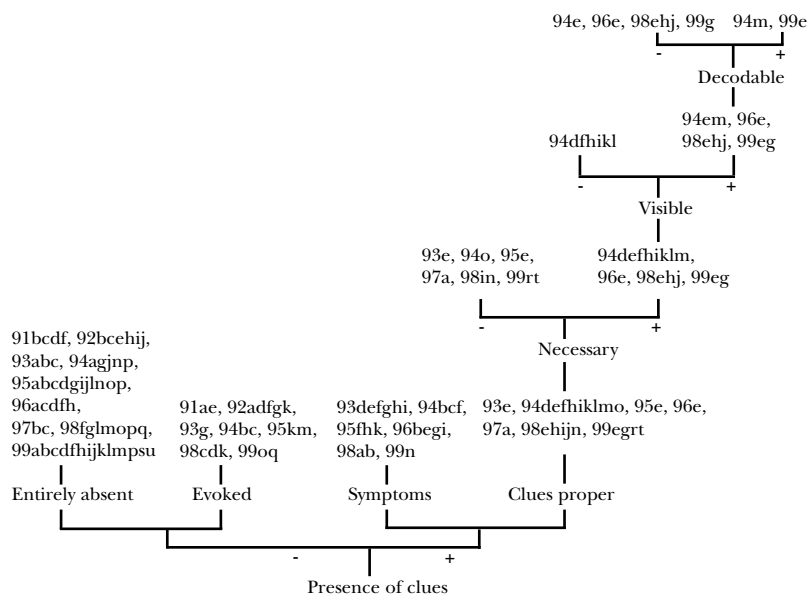 94e, 96e, 98ehj, 99g 94m, 99e
- +
Decodable
94em, 96e,
98ehj, 99eg
94dfhikl
- +
Visible
93e, 94o, 95e,
97a, 98in, 99rt
94defhiklm,
96e, 98ehj, 99eg
- +
Necessary
91bcdf, 92bcehij,
93abc, 94agjnp,
95abcdgijlnop,
96acdfh,
97bc, 98fglmopq,
99abcdfhijklmpsu
91ae, 92adfgk,
93g, 94bc, 95km,
98cdk, 99oq
93defghi, 94bcf,
95fhk, 96begi,
98ab, 99n
93e, 94defhiklmo, 95e, 96e,
97a, 98ehijn, 99egrt
Entirely absent Evoked Symptoms Clues proper
- +
Presence of clues